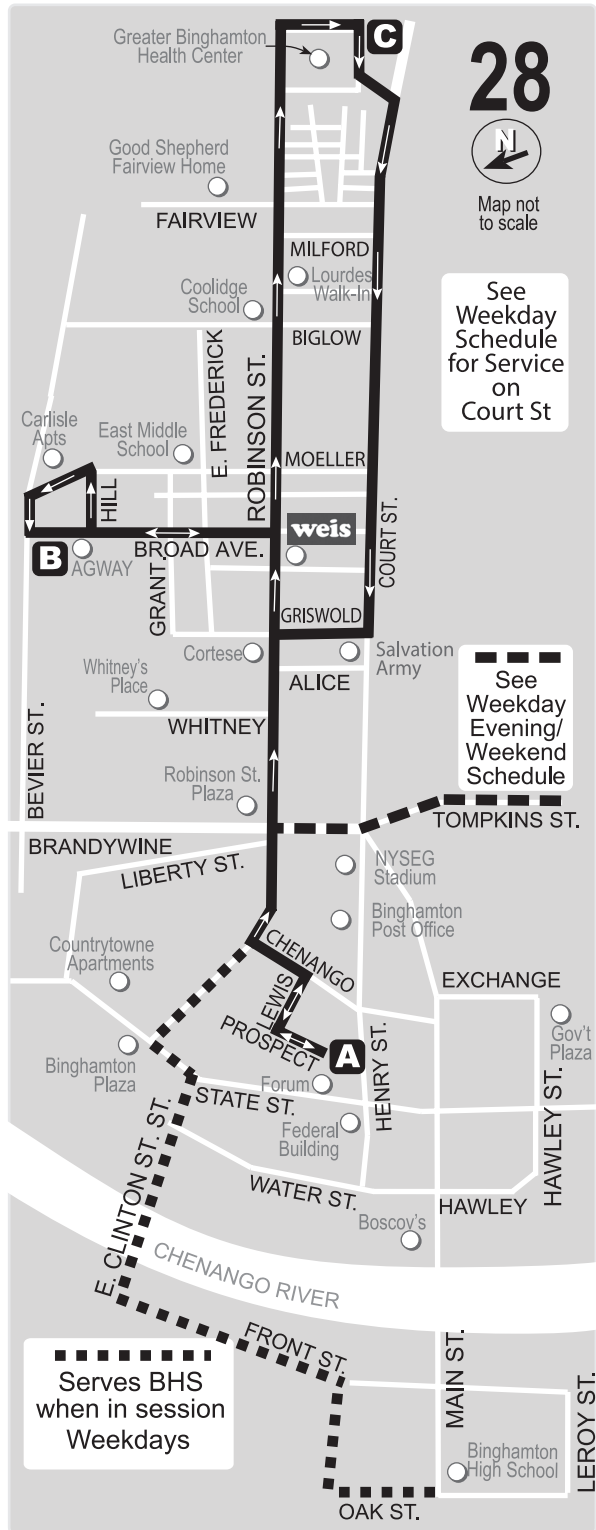 Greater Binghamton
Health Center
C
28
N
Map not
to scale
Good Shepherd
Fairview Home
FAIRVIEW
MILFORD
Lourdes
Walk-In
Coolidge
School
BIGLOW
See
Weekday
Schedule
for Service
on
Court St
E. FREDERICK
ROBINSON ST.
Carlisle
Apts
East Middle
School
MOELLER
HILL
weis
COURT ST.
B
BROAD AVE.
AGWAY
GRANT
GRISWOLD
Cortese
Salvation
Army
ALICE
Whitney's
Place
WHITNEY
See
Weekday
Evening/
Weekend
Schedule
BEVIER ST.
Robinson St.
Plaza
TOMPKINS ST.
BRANDYWINE
LIBERTY ST.
NYSEG
Stadium
Binghamton
Post Office
Countrytowne
Apartments
CHENANGO
EXCHANGE
LEWIS
PROSPECT
A
Gov't
Plaza
Binghamton
Plaza
Forum
STATE ST.
HENRY ST.
HAWLEY ST.
Federal
Building
WATER ST.
HAWLEY
Boscov's
E. CLINTON ST. ST.
CHENANGO RIVER
FRONT ST.
MAIN ST.
LEROY ST.
Serves BHS
when in session
Weekdays
Binghamton
High School
OAK ST.